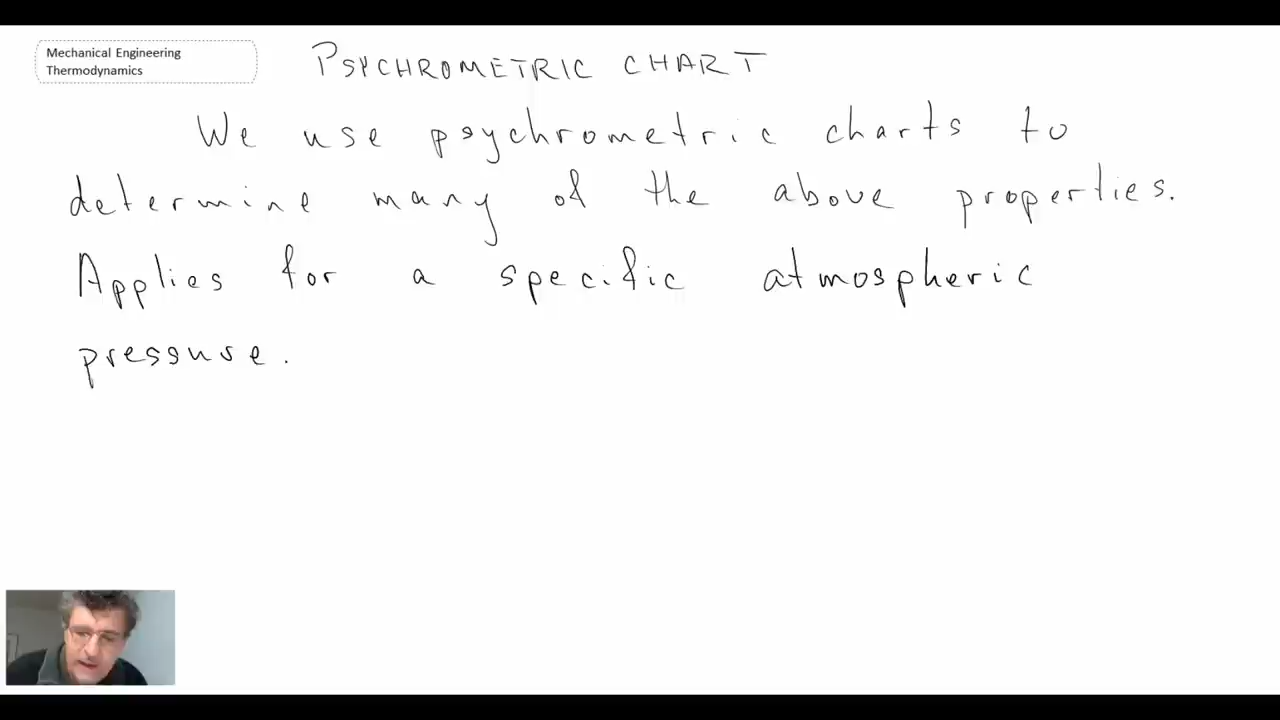 Mechanical Engineering
Thermodynamics
PSYCHROMETRIC CHART
We use psychrometric charts to
determine many of the above properties.
Applies for a specific atmospheric
pressure.